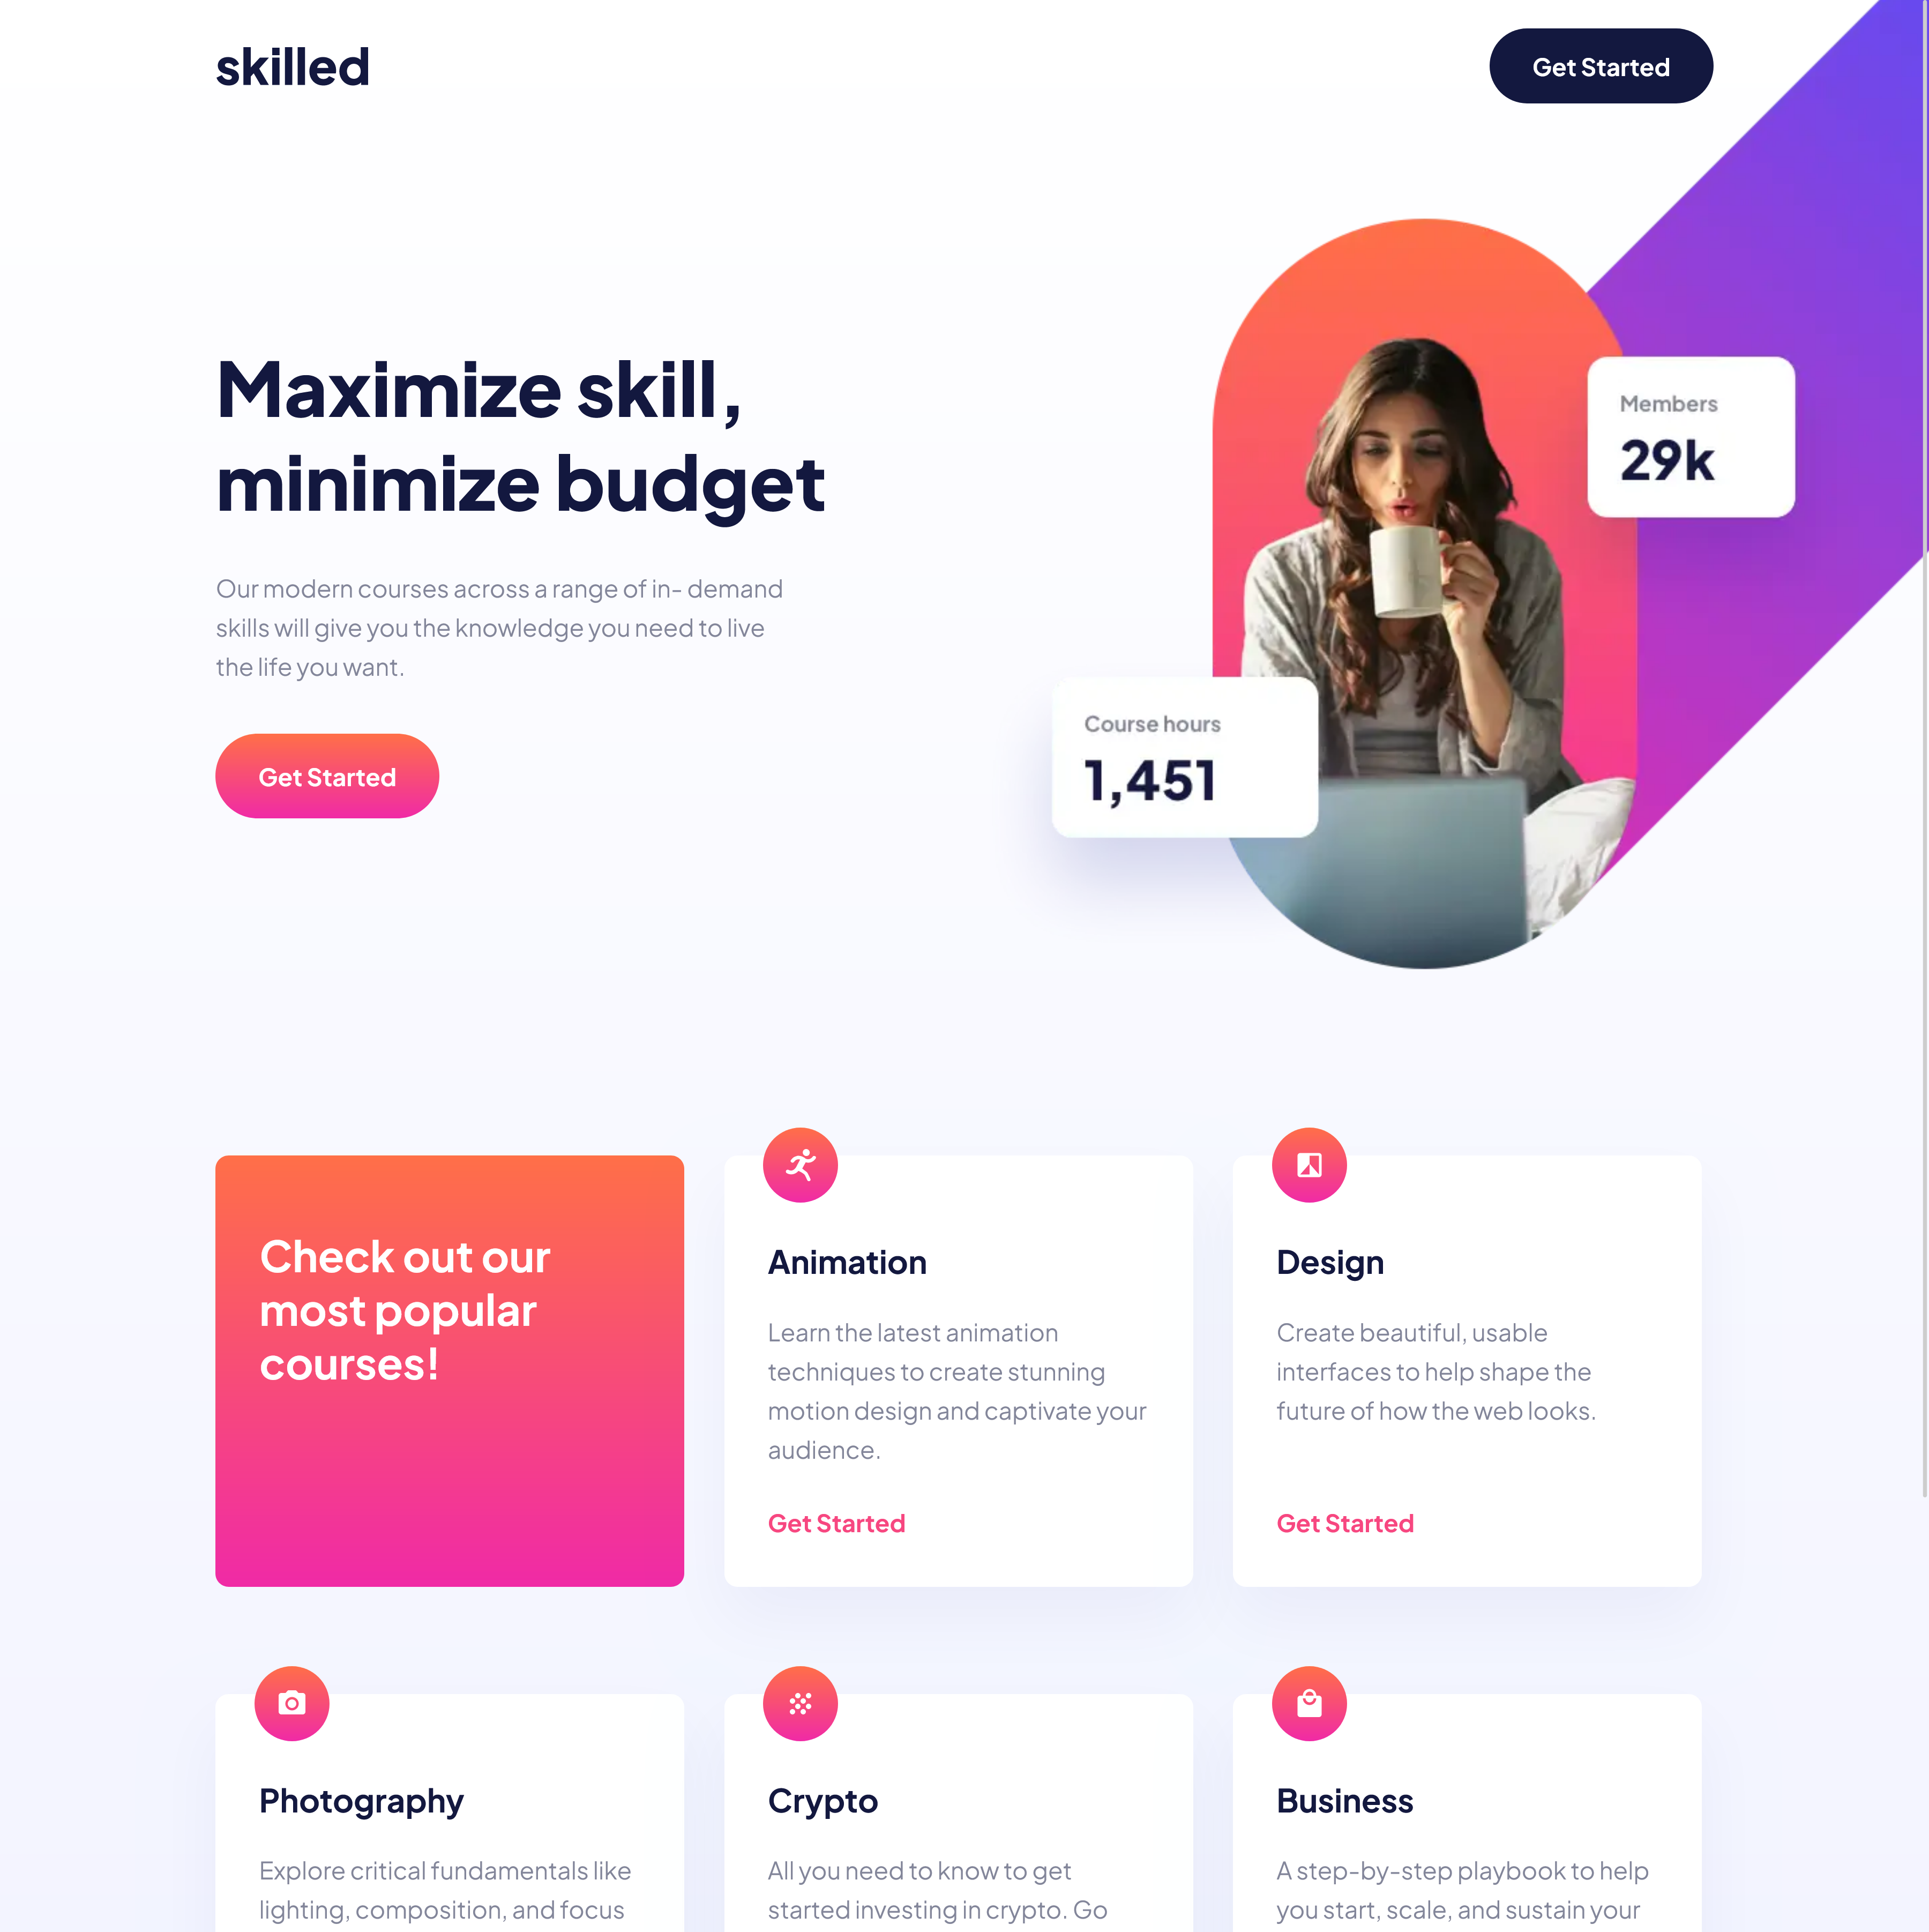 skilled
Get Started
Maximize skill,
minimize budget
Our modern courses across a range of in- demand
skills will give you the knowledge you need to live
the life you want.
Get Started
Members
29k
Course hours
1,451
Check out our
most popular
courses!
Animation
Learn the latest animation
techniques to create stunning
motion design and captivate your
audience.
Get Started
Design
Create beautiful, usable
interfaces to help shape the
future of how the web looks.
Get Started
Photography
Explore critical fundamentals like
lighting, composition, and focus
Crypto
All you need to know to get
started investing in crypto. Go
Business
A step-by-step playbook to help
you start, scale, and sustain your